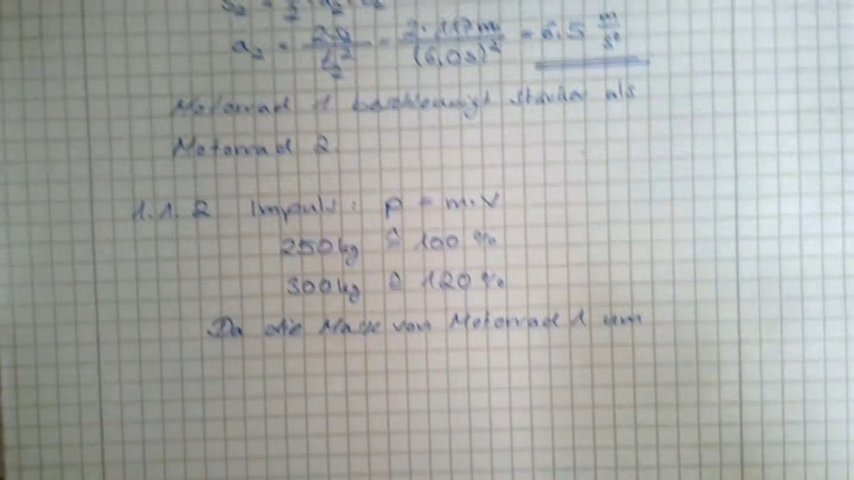 a₂ = 2s/t₂² = 2·117m/(6,0s)² = 6,5 m/s²
Motorrad 1 beschleunigt stärker als
Motorrad 2.
1.1.2 Impuls: p = m·v
250kg ≙ 100 %
300kg ≙ 120 %
Da die Masse von Motorrad 1 um